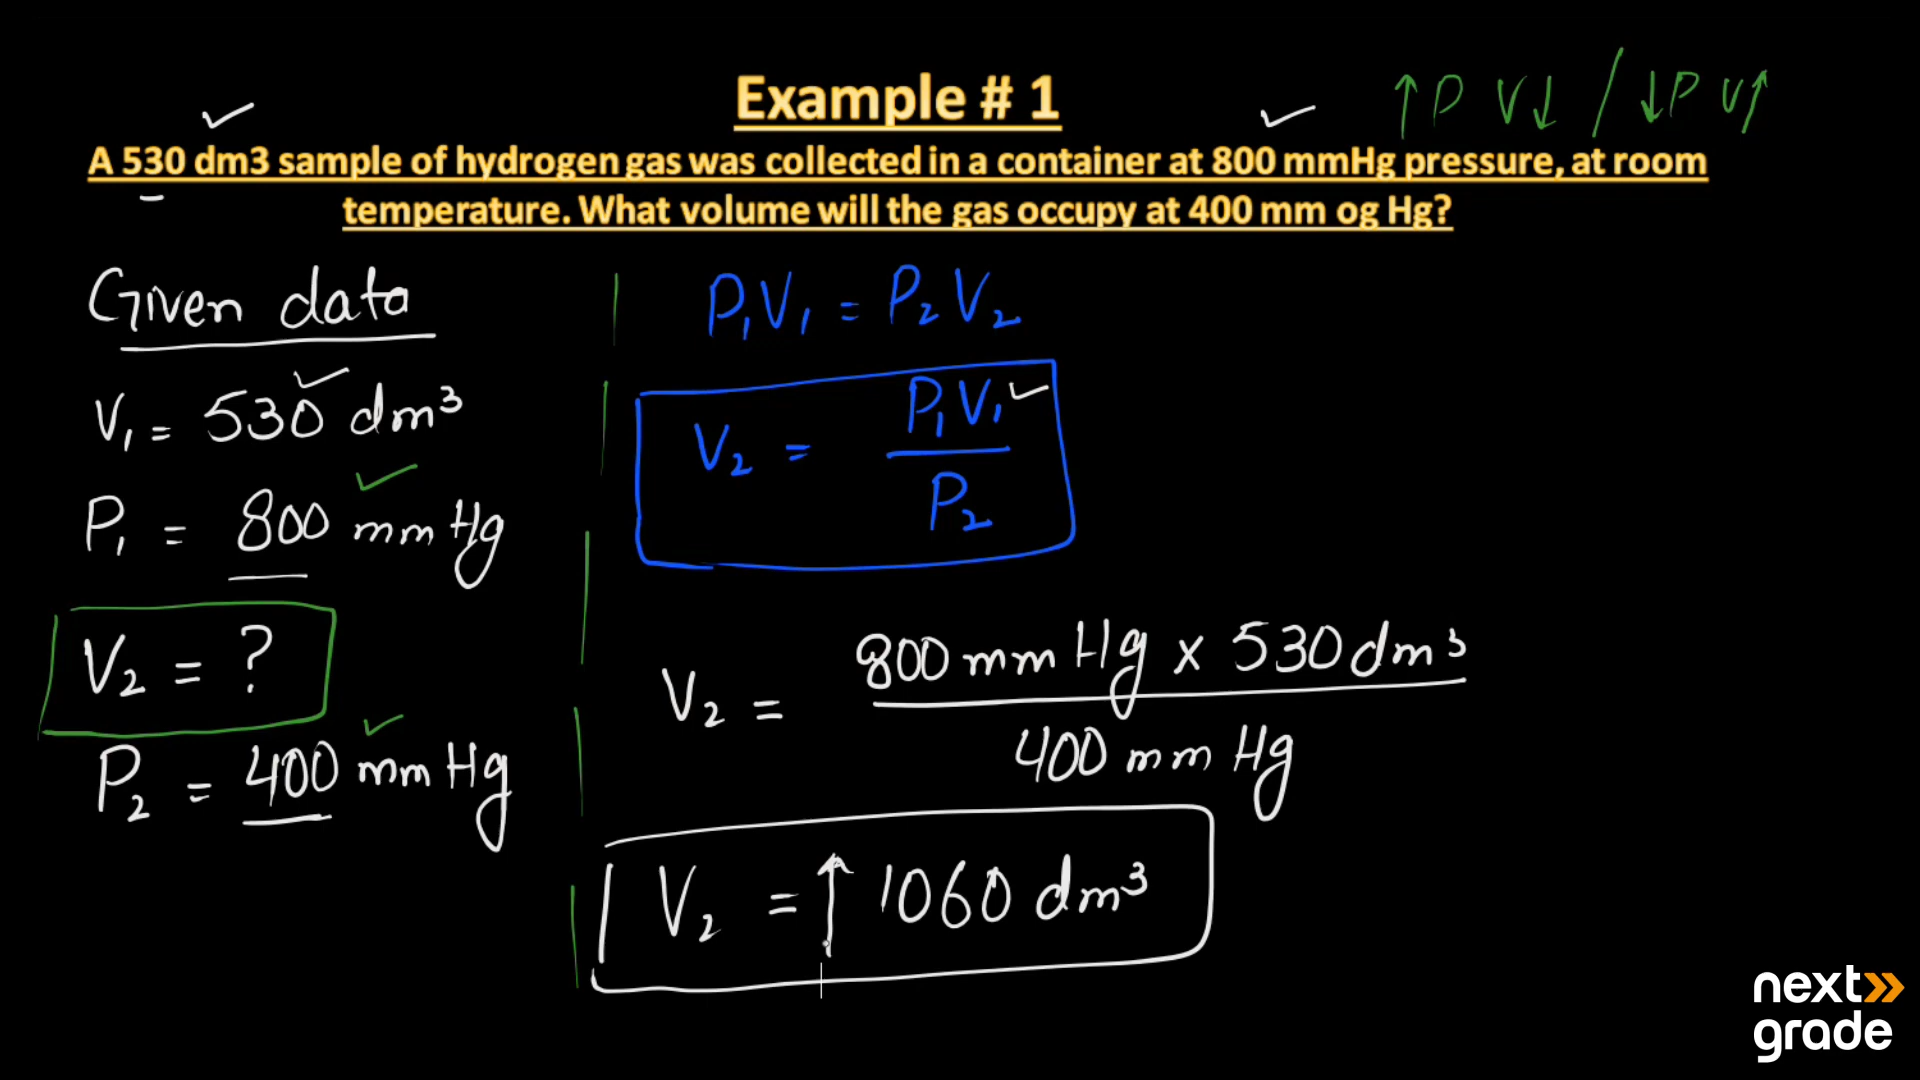 Example # 1
↑P V↓ / ↓P V↑
A 530 dm3 sample of hydrogen gas was collected in a container at 800 mmHg pressure, at room
temperature. What volume will the gas occupy at 400 mm og Hg?
Given data
V₁ = 530 dm³
P₁ = 800 mm Hg
V₂ = ?
P₂ = 400 mm Hg
P₁V₁ = P₂V₂
V₂ = P₁V₁ / P₂
V₂ = 800 mm Hg x 530 dm³ / 400 mm Hg
V₂ = ↑ 1060 dm³
next»
grade